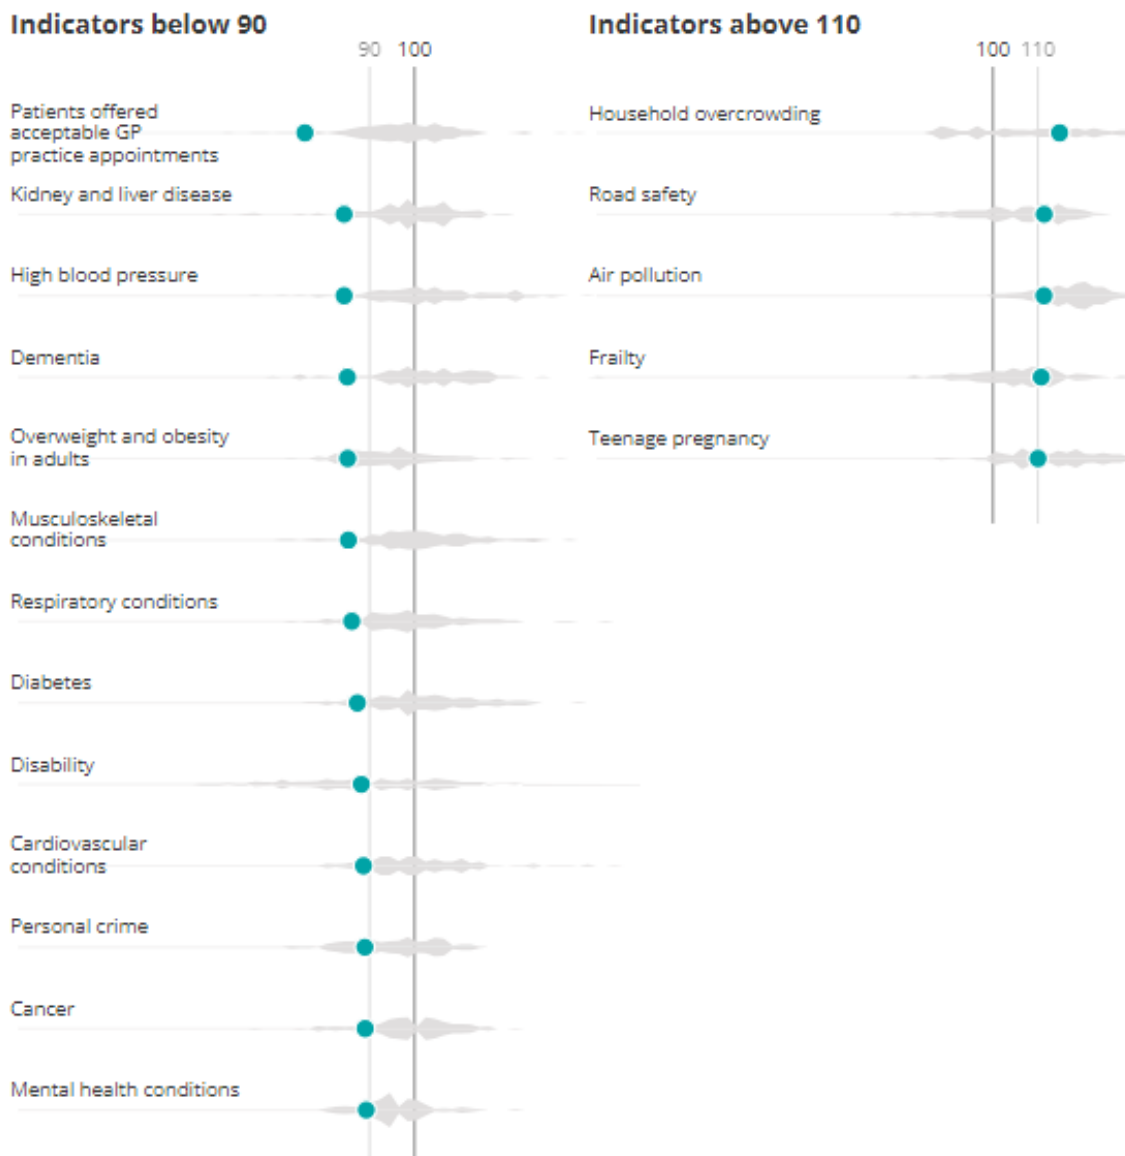 Indicators below 90
90 100
Patients offered
acceptable GP
practice appointments
Kidney and liver disease
High blood pressure
Dementia
Overweight and obesity
in adults
Musculoskeletal
conditions
Respiratory conditions
Diabetes
Disability
Cardiovascular
conditions
Personal crime
Cancer
Mental health conditions
Indicators above 110
100 110
Household overcrowding
Road safety
Air pollution
Frailty
Teenage pregnancy